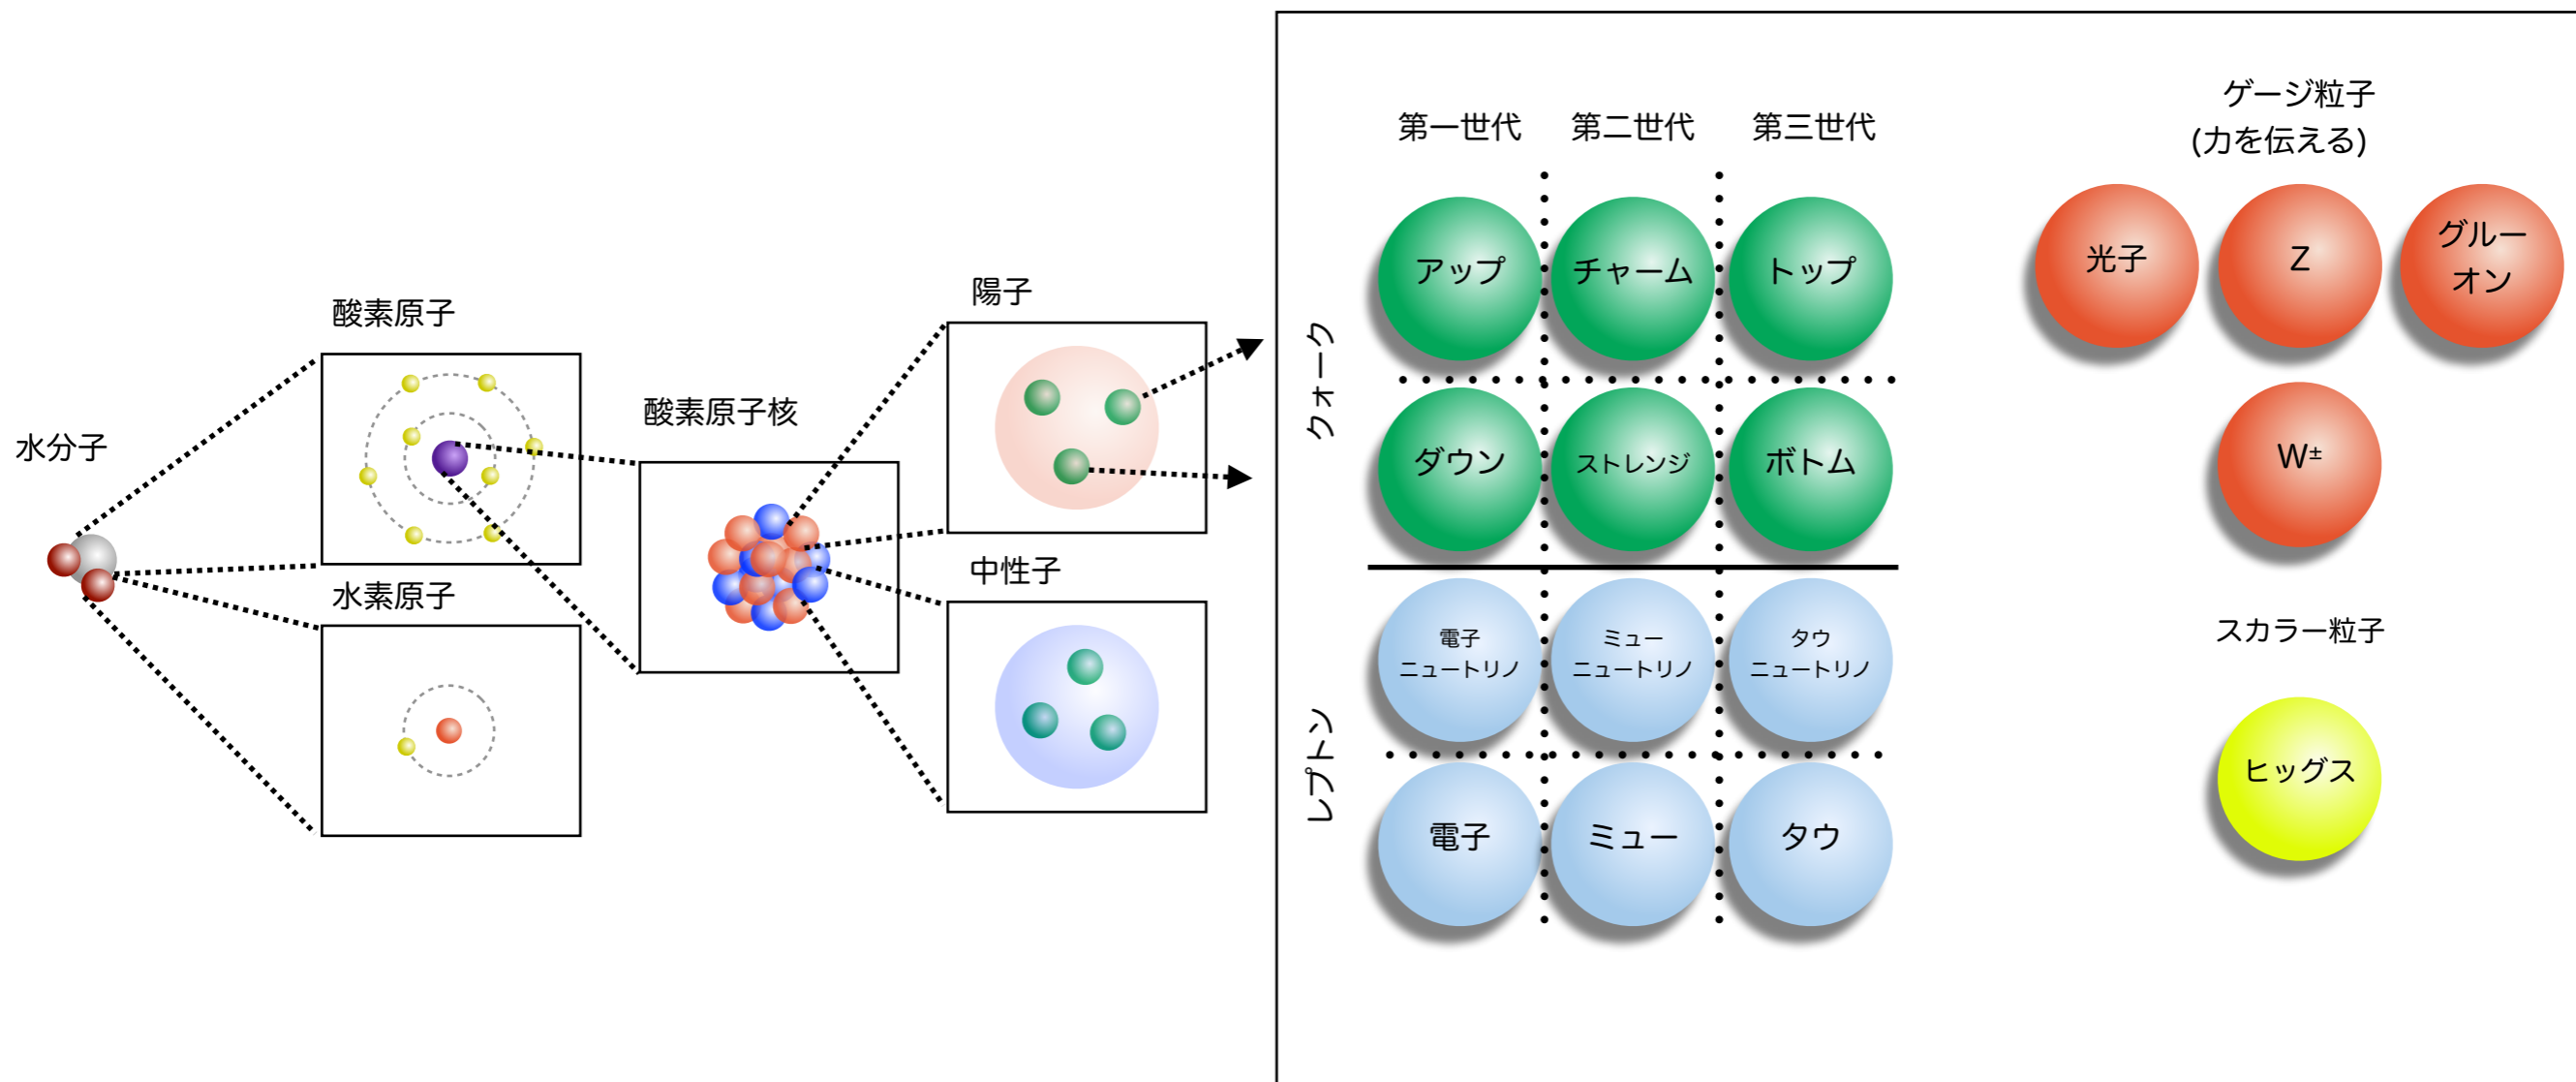 水分子
酸素原子
水素原子
酸素原子核
陽子
中性子
第一世代
第二世代
第三世代
クォーク
アップ
チャーム
トップ
ダウン
ストレンジ
ボトム
レプトン
電子
ニュートリノ
ミュー
ニュートリノ
タウ
ニュートリノ
電子
ミュー
タウ
ゲージ粒子
(力を伝える)
光子
Z
グルー
オン
W±
スカラー粒子
ヒッグス